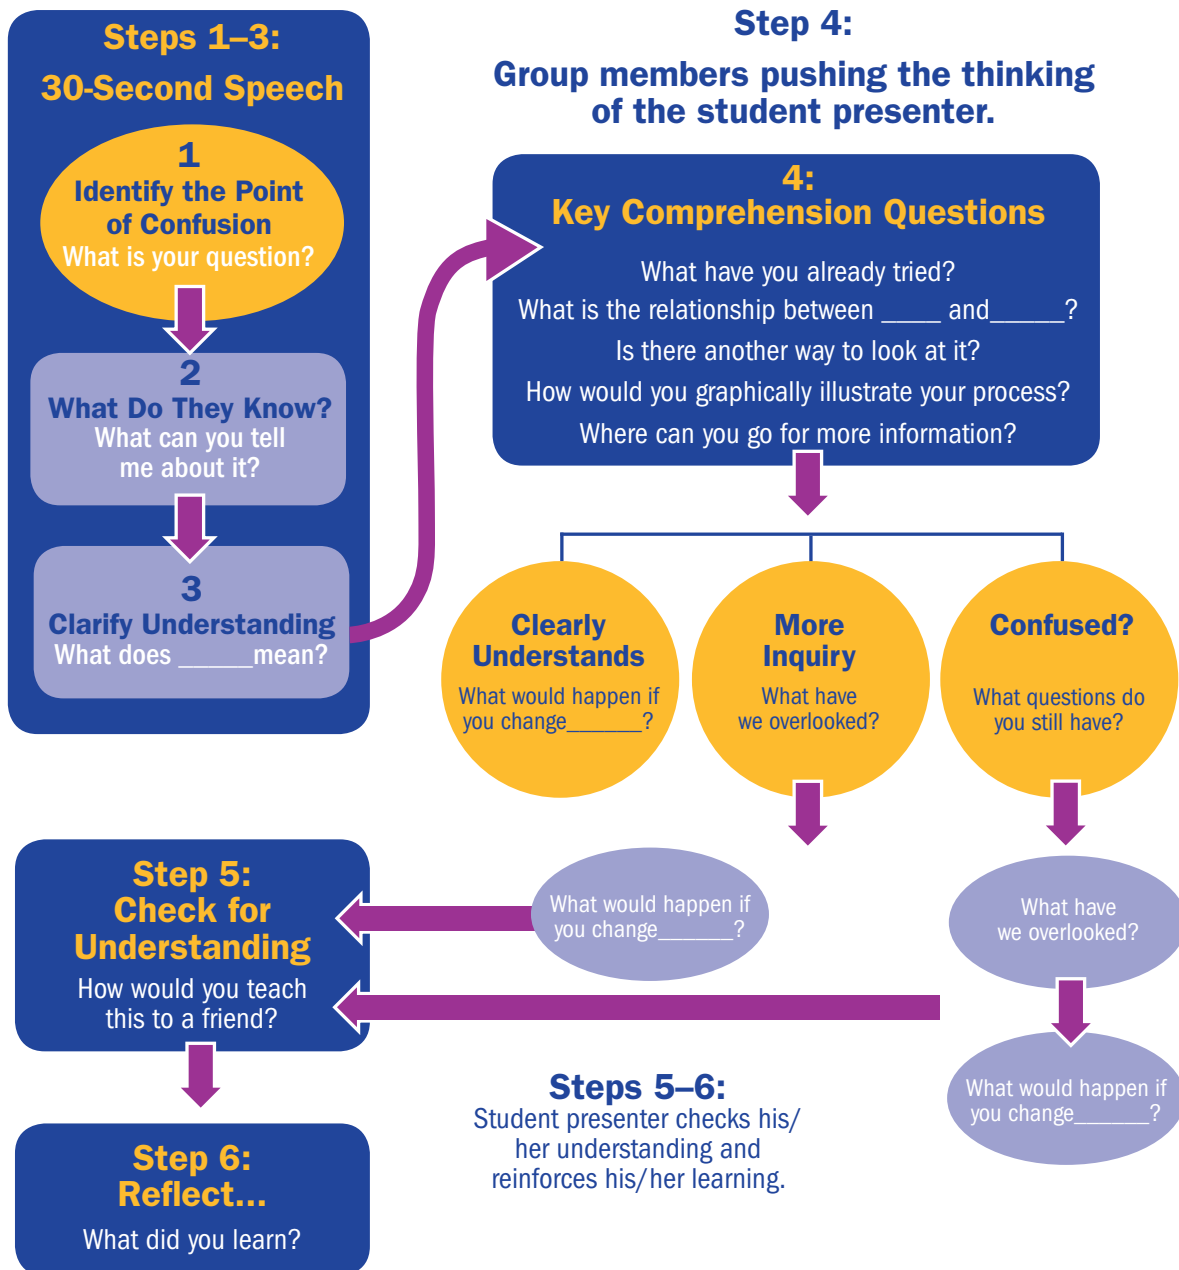 Steps 1–3:
30-Second Speech
1
Identify the Point
of Confusion
What is your question?
2
What Do They Know?
What can you tell
me about it?
3
Clarify Understanding
What does ______mean?
Step 4:
Group members pushing the thinking
of the student presenter.
4:
Key Comprehension Questions
What have you already tried?
What is the relationship between ____ and_____?
Is there another way to look at it?
How would you graphically illustrate your process?
Where can you go for more information?
Clearly
Understands
What would happen if
you change______?
More
Inquiry
What have
we overlooked?
Confused?
What questions do
you still have?
What would happen if
you change______?
What have
we overlooked?
What would happen if
you change______?
Step 5:
Check for
Understanding
How would you teach
this to a friend?
Steps 5–6:
Student presenter checks his/
her understanding and
reinforces his/her learning.
Step 6:
Reflect...
What did you learn?